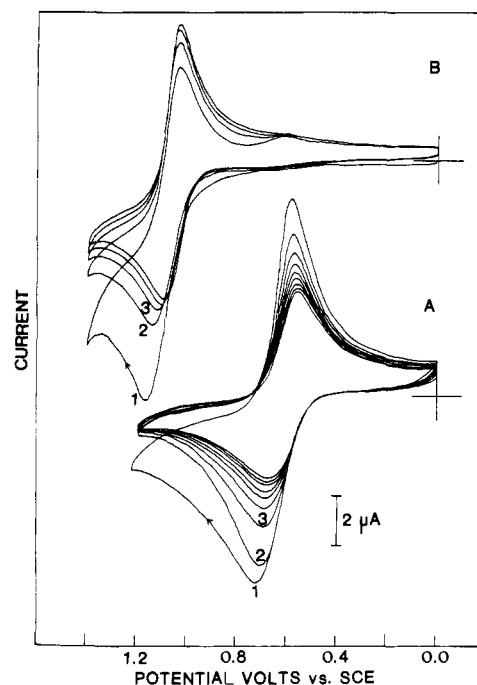 B
3
2
1
A
3
2
1
2 μA
CURRENT
1.2 0.8 0.4 0.0
POTENTIAL VOLTS vs. SCE